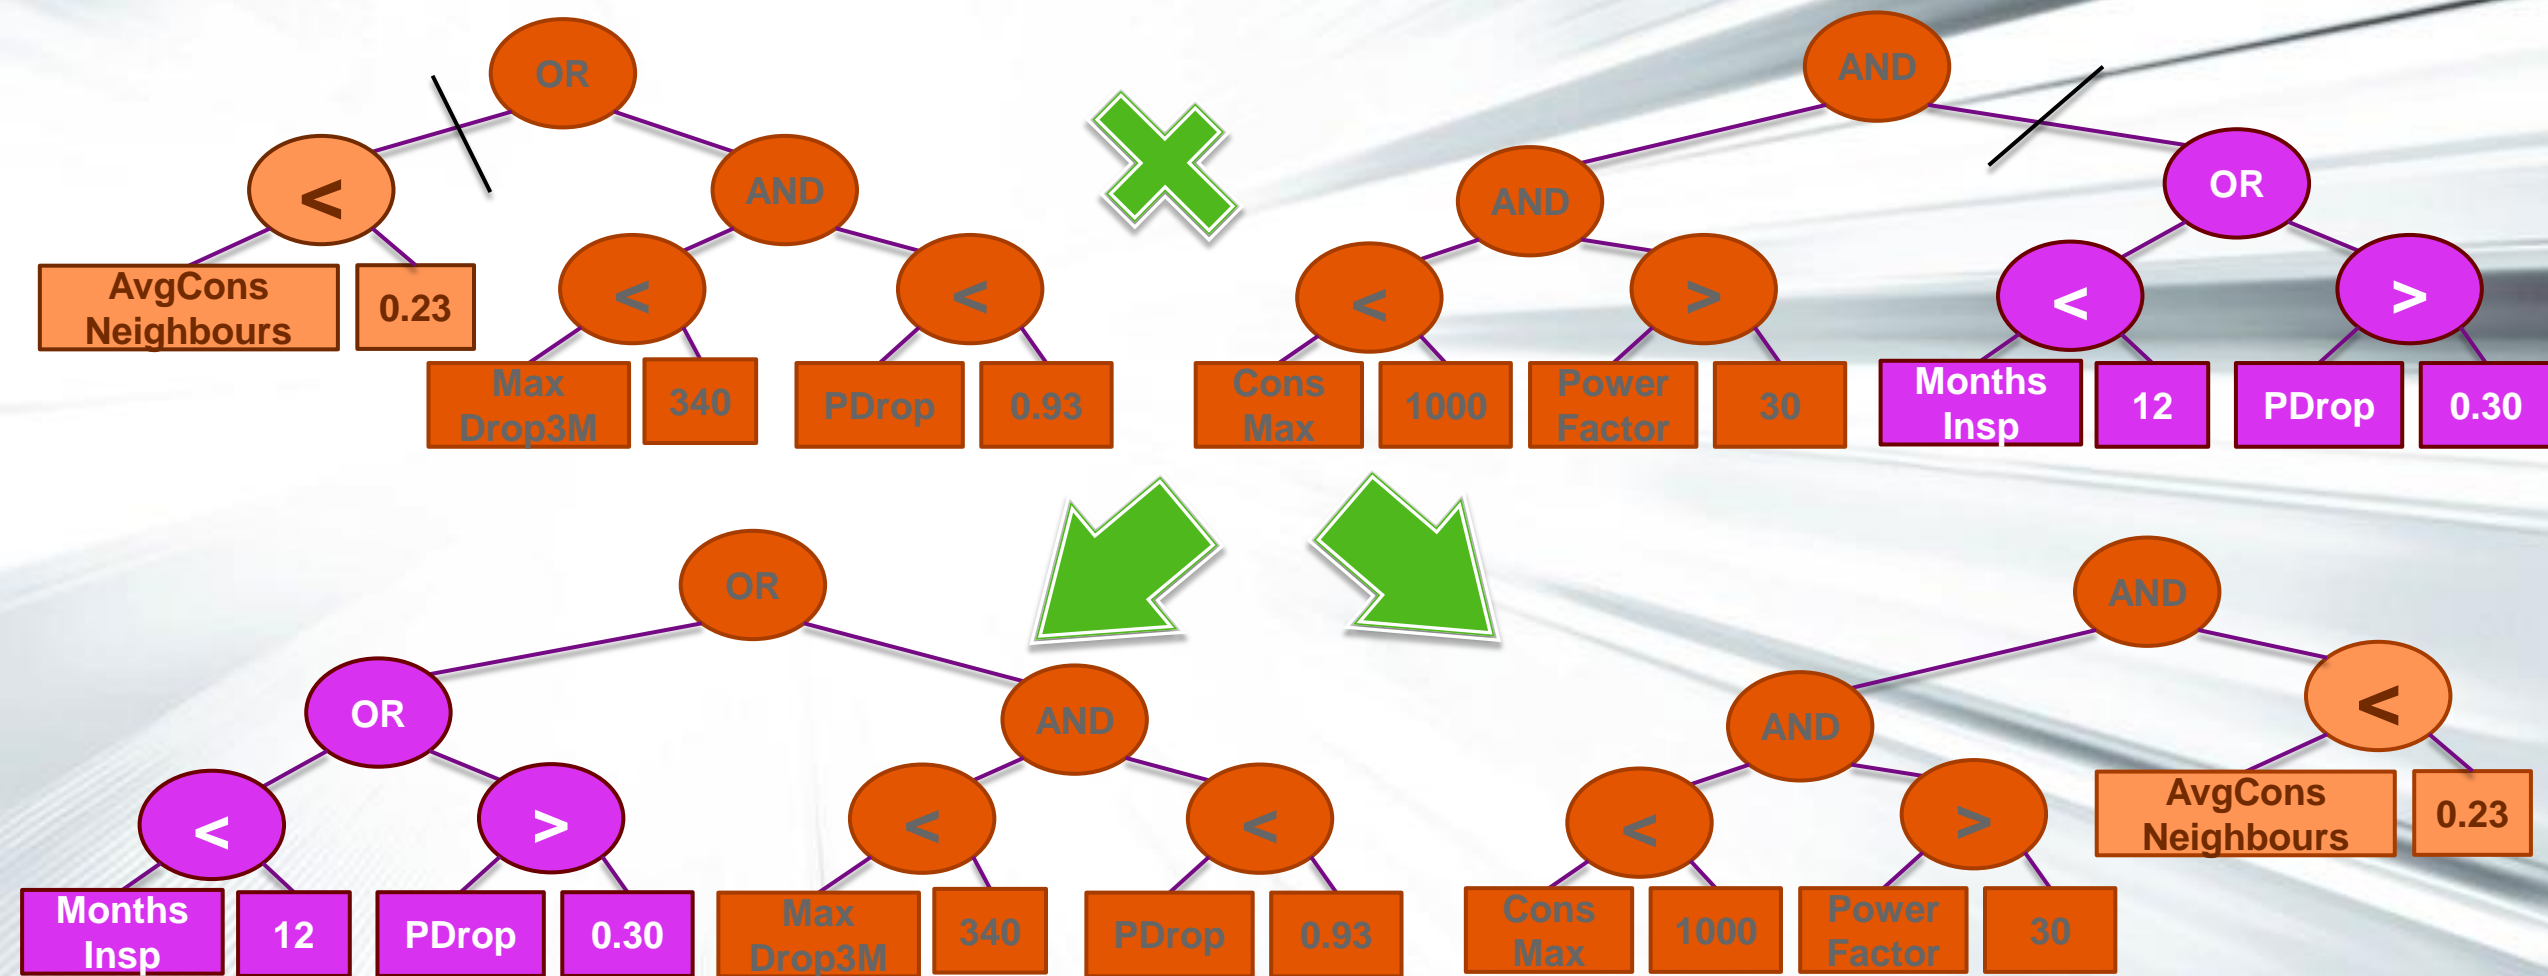 OR
<
AND
AvgCons
Neighbours
0.23
<
<
Max
Drop3M
340
PDrop
0.93
AND
AND
OR
<
>
<
>
Cons
Max
1000
Power
Factor
30
Months
Insp
12
PDrop
0.30
OR
OR
AND
<
>
<
<
Months
Insp
12
PDrop
0.30
Max
Drop3M
340
PDrop
0.93
AND
AND
<
<
>
AvgCons
Neighbours
0.23
Cons
Max
1000
Power
Factor
30